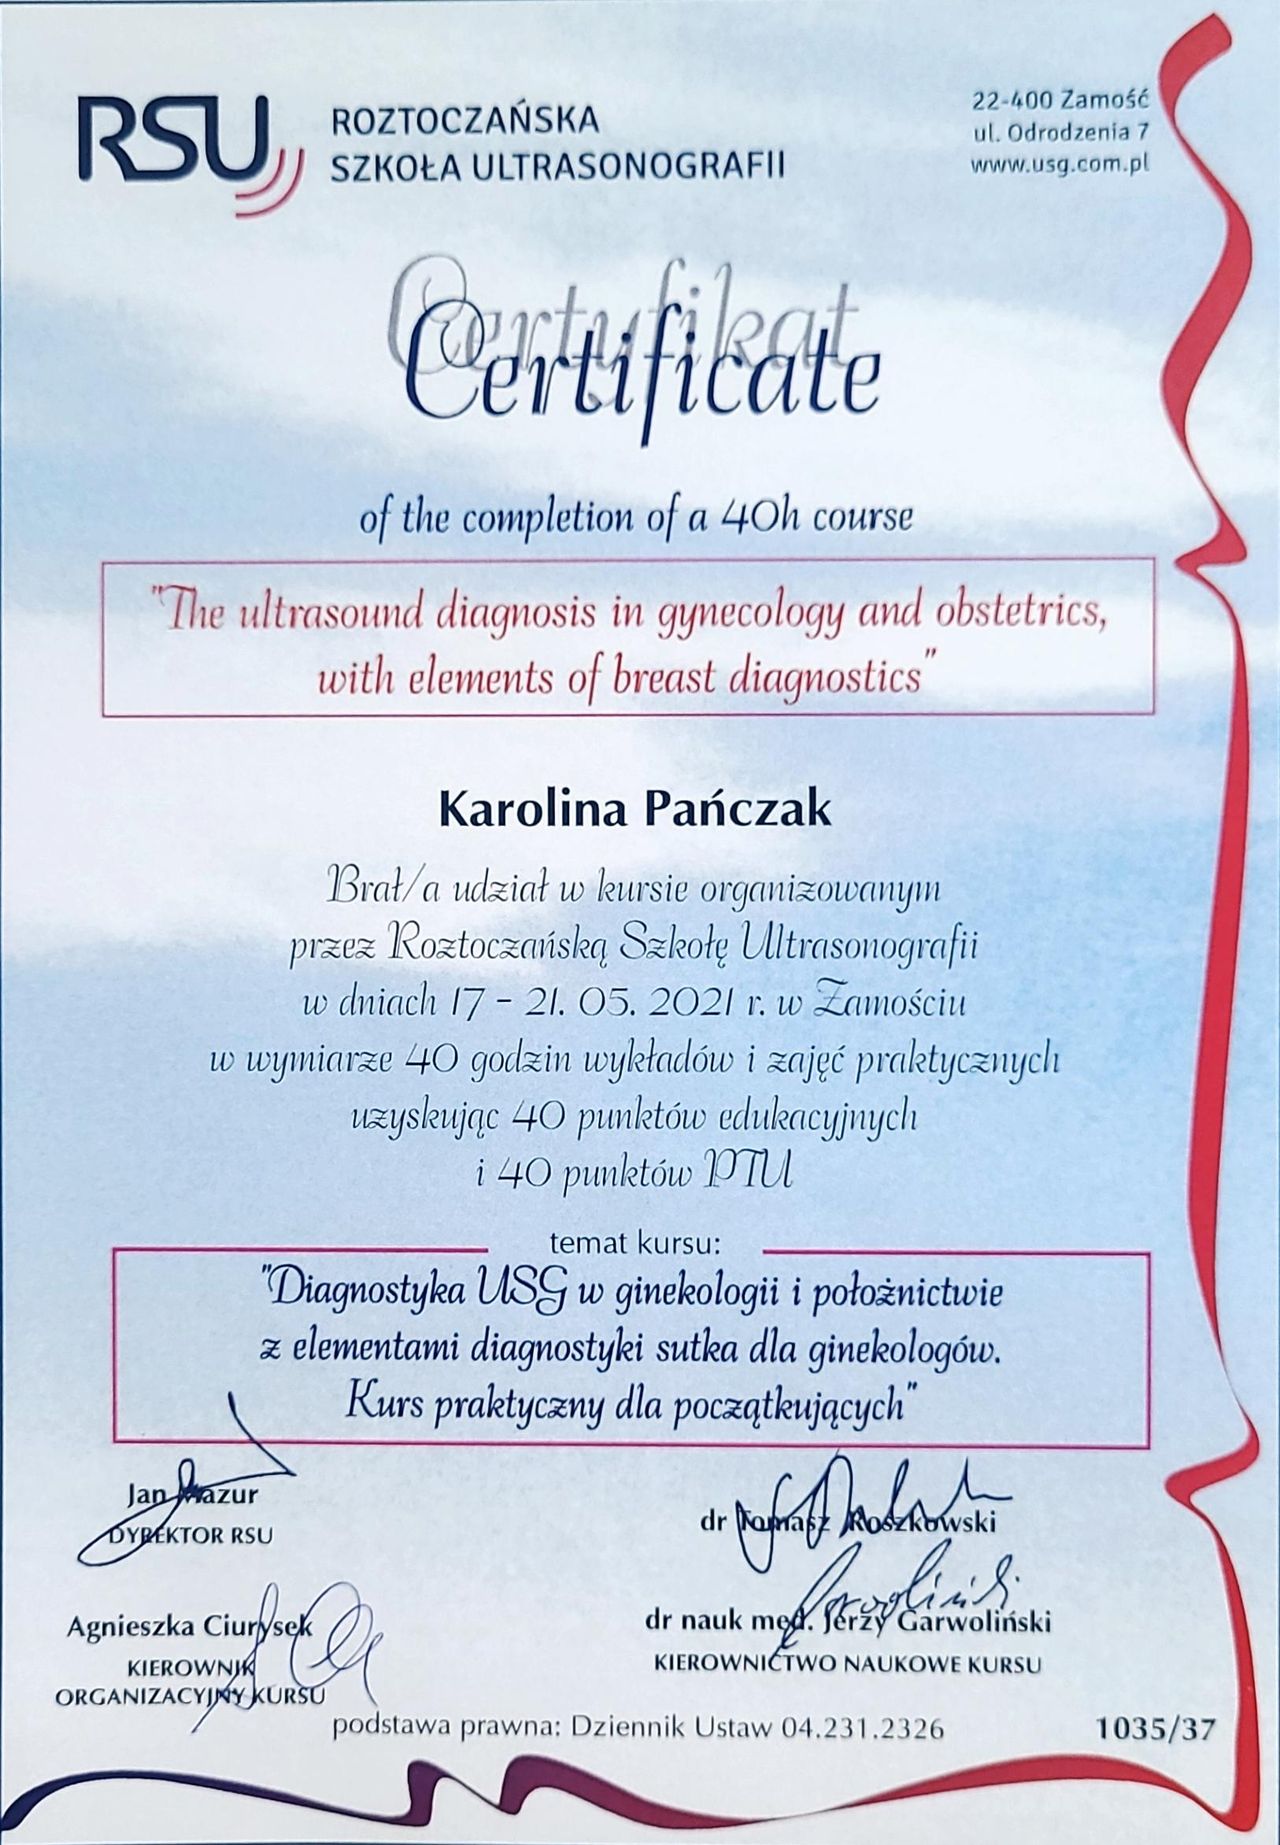 RSU
ROZTOCZAŃSKA
SZKOŁA ULTRASONOGRAFII
22-400 Zamość
ul. Odrodzenia 7
www.usg.com.pl
Certyfikat
Certificate
of the completion of a 40h course
"The ultrasound diagnosis in gynecology and obstetrics,
with elements of breast diagnostics"
Karolina Pańczak
Brał/a udział w kursie organizowanym
przez Roztoczańską Szkołę Ultrasonografii
w dniach 17 - 21. 05. 2021 r. w Zamościu
w wymiarze 40 godzin wykładów i zajęć praktycznych
uzyskując 40 punktów edukacyjnych
i 40 punktów PTU
temat kursu:
"Diagnostyka USG w ginekologii i położnictwie
z elementami diagnostyki sutka dla ginekologów.
Kurs praktyczny dla początkujących"
Jan Mazur
DYREKTOR RSU
dr Tomasz Roszkowski
Agnieszka Ciurysek
KIEROWNIK
ORGANIZACYJNY KURSU
dr nauk med. Jerzy Garwoliński
KIEROWNICTWO NAUKOWE KURSU
podstawa prawna: Dziennik Ustaw 04.231.2326
1035/37